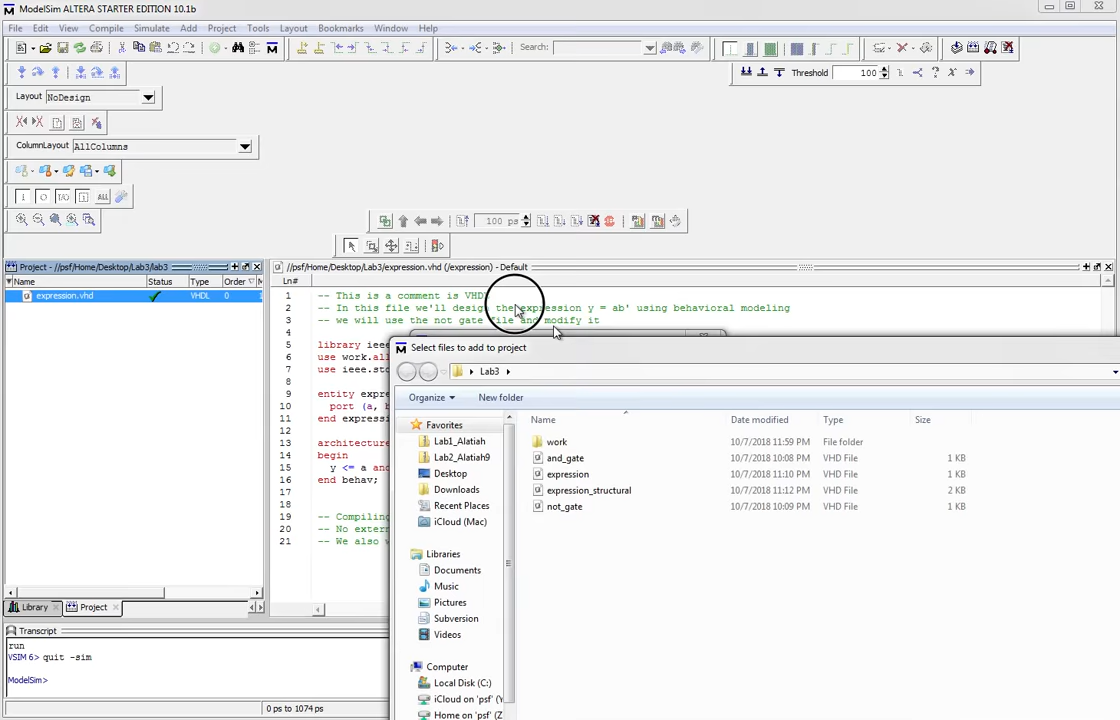 ModelSim ALTERA STARTER EDITION 10.1b
File Edit View Compile Simulate Add Project Tools Layout Bookmarks Window Help
Search:
Threshold 100
Layout NoDesign
ColumnLayout AllColumns
ALL
100 ps
Project - //psf/Home/Desktop/Lab3/lab3
Name Status Type Order
expression.vhd VHDL 0
//psf/Home/Desktop/Lab3/expression.vhd (/expression) - Default
Ln#
1 -- This is a comment is VHD
2 -- In this file we'll design the expression y = ab' using behavioral modeling
3 -- we will use the not gate file and modify it
4
5 library ieee
6 use work.all
7 use ieee.sto
8
9 entity expre
10 port (a, b
11 end expressi
12
13 architecture
14 begin
15 y <= a and
16 end behav;
17
18
19 -- Compiling
20 -- No extern
21 -- We also w
Library Project
Transcript
run
VSIM 6> quit -sim
ModelSim>
0 ps to 1074 ps
Select files to add to project
Lab3
Organize New folder
Name Date modified Type Size
work 10/7/2018 11:59 PM File folder
and_gate 10/7/2018 10:08 PM VHD File 1 KB
expression 10/7/2018 11:10 PM VHD File 1 KB
expression_structural 10/7/2018 11:12 PM VHD File 2 KB
not_gate 10/7/2018 10:09 PM VHD File 1 KB
Favorites
Lab1_Alatiah
Lab2_Alatiah9
Desktop
Downloads
Recent Places
iCloud (Mac)
Libraries
Documents
Music
Pictures
Subversion
Videos
Computer
Local Disk (C:)
iCloud on 'psf' (Y
Home on 'psf' (Z